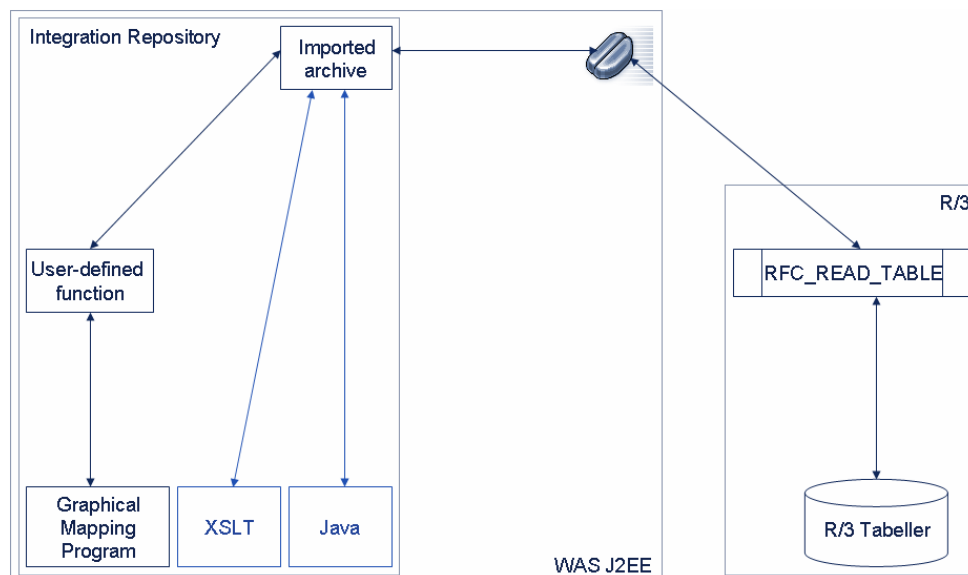 Integration Repository
Imported
archive
R/3
User-defined
function
RFC_READ_TABLE
Graphical
Mapping
Program
XSLT
Java
R/3 Tabeller
WAS J2EE